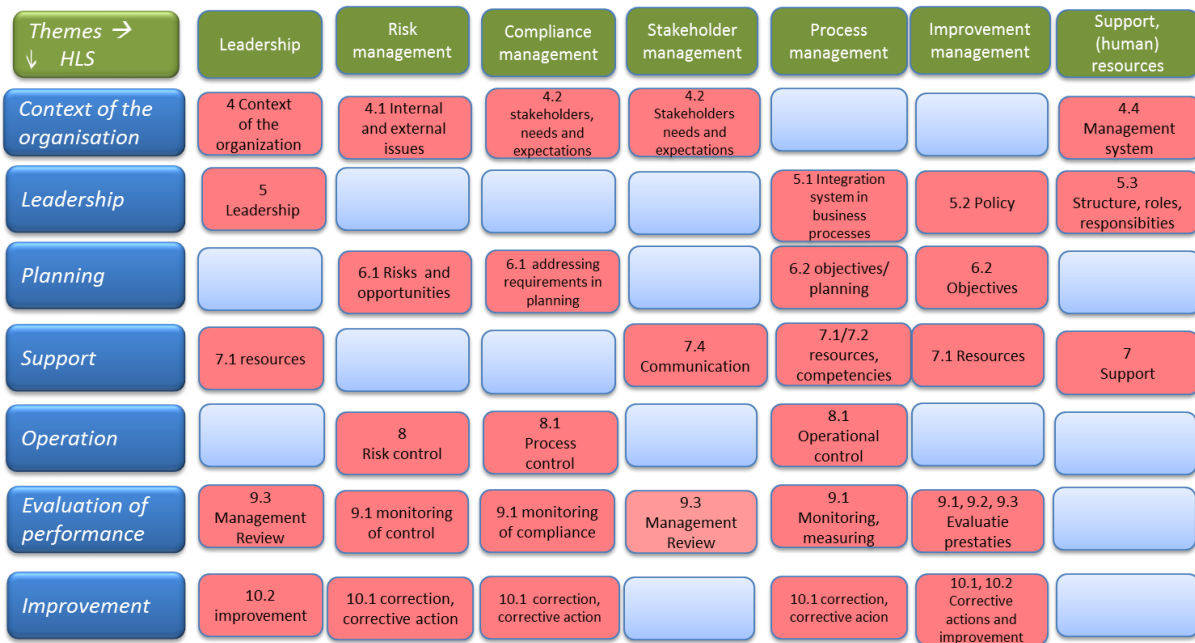 Themes →
↓ HLS
Leadership
Risk
management
Compliance
management
Stakeholder
management
Process
management
Improvement
management
Support,
(human)
resources
Context of the
organisation
4 Context
of the
organization
4.1 Internal
and external
issues
4.2
stakeholders,
needs and
expectations
4.2
Stakeholders
needs and
expectations
4.4
Management
system
Leadership
5
Leadership
5.1 Integration
system in
business
processes
5.2 Policy
5.3
Structure, roles,
responsibities
Planning
6.1 Risks and
opportunities
6.1 addressing
requirements in
planning
6.2 objectives/
planning
6.2
Objectives
Support
7.1 resources
7.4
Communication
7.1/7.2
resources,
competencies
7.1 Resources
7
Support
Operation
8
Risk control
8.1
Process
control
8.1
Operational
control
Evaluation of
performance
9.3
Management
Review
9.1 monitoring
of control
9.1 monitoring
of compliance
9.3
Management
Review
9.1
Monitoring,
measuring
9.1, 9.2, 9.3
Evaluatie
prestaties
Improvement
10.2
improvement
10.1 correction,
corrective action
10.1 correction,
corrective action
10.1 correction,
corrective acion
10.1, 10.2
Corrective
actions and
improvement